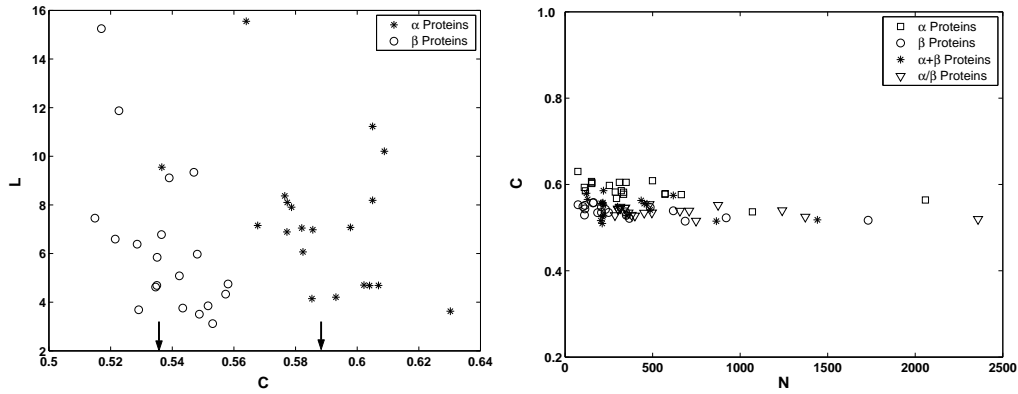 16
14
12
10
8
6
4
2
L
0.5 0.52 0.54 0.56 0.58 0.6 0.62 0.64
C
α Proteins
β Proteins
1.0
0.8
0.6
0.4
0.2
C
0 500 1000 1500 2000 2500
N
α Proteins
β Proteins
α+β Proteins
α/β Proteins